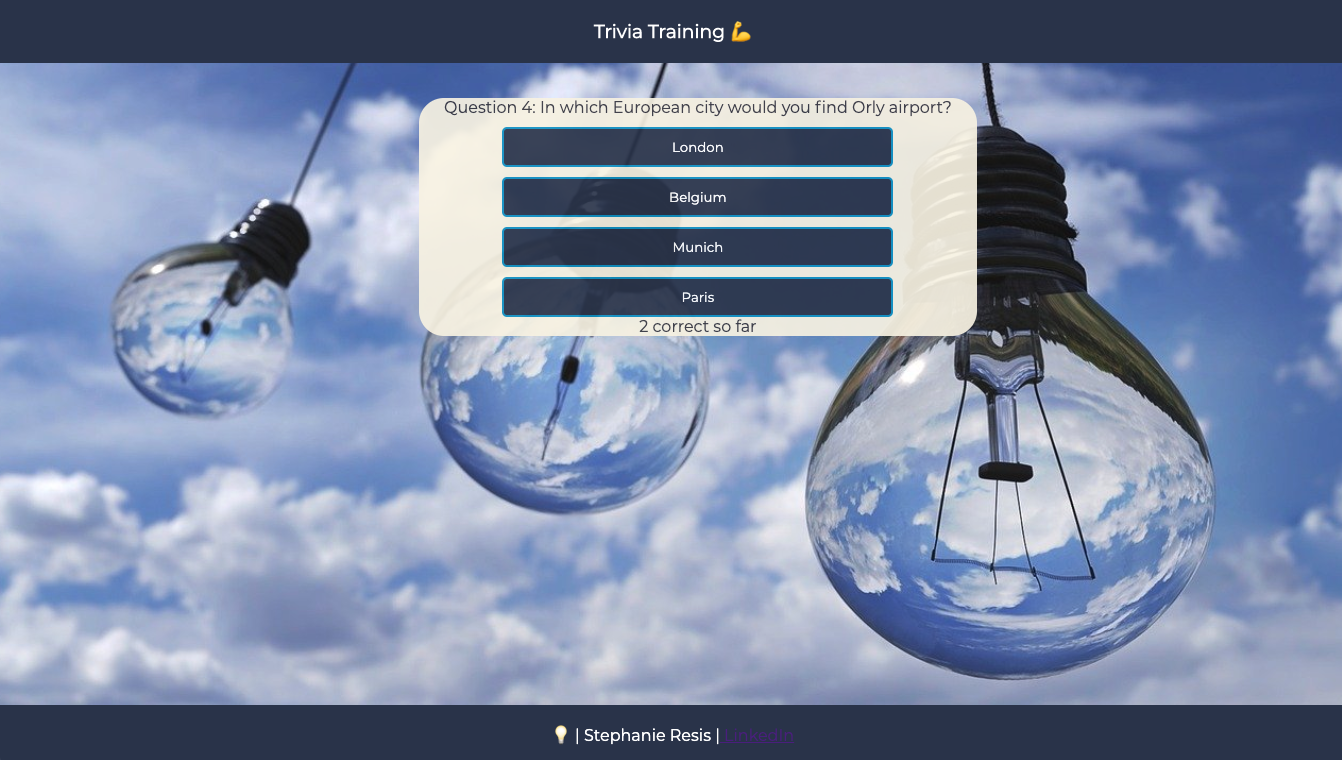 Trivia Training 💪
Question 4: In which European city would you find Orly airport?
London
Belgium
Munich
Paris
2 correct so far
💡 | Stephanie Resis | LinkedIn